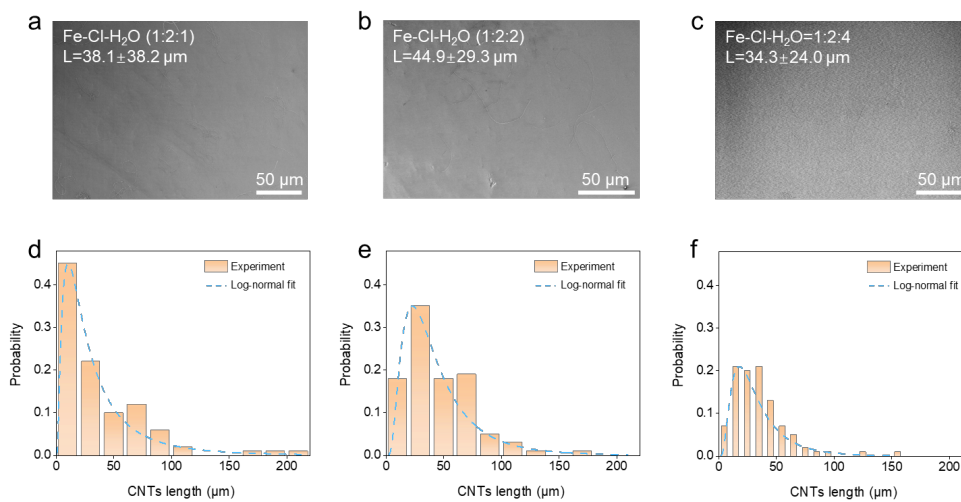 a
Fe-Cl-H₂O (1:2:1)
L=38.1±38.2 μm
50 μm
b
Fe-Cl-H₂O (1:2:2)
L=44.9±29.3 μm
50 μm
c
Fe-Cl-H₂O=1:2:4
L=34.3±24.0 μm
50 μm
d
Experiment
Log-normal fit
Probability
0.4
0.3
0.2
0.1
0.0
0 50 100 150 200
CNTs length (μm)
e
Experiment
Log-normal fit
Probability
0.4
0.3
0.2
0.1
0.0
0 50 100 150 200
CNTs length (μm)
f
Experiment
Log-normal fit
Probability
0.4
0.3
0.2
0.1
0.0
0 50 100 150 200
CNTs length (μm)